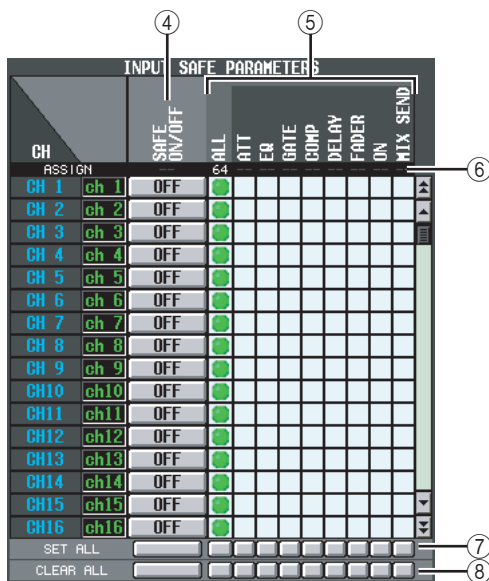 ④ ⑤
INPUT SAFE PARAMETERS
CH SAFE ON/OFF ALL ATT EQ GATE COMP DELAY FADER ON MIX SEND
ASSIGN -- 64 -- -- -- -- -- -- -- -- ⑥
CH 1 ch 1 OFF
CH 2 ch 2 OFF
CH 3 ch 3 OFF
CH 4 ch 4 OFF
CH 5 ch 5 OFF
CH 6 ch 6 OFF
CH 7 ch 7 OFF
CH 8 ch 8 OFF
CH 9 ch 9 OFF
CH10 ch10 OFF
CH11 ch11 OFF
CH12 ch12 OFF
CH13 ch13 OFF
CH14 ch14 OFF
CH15 ch15 OFF
CH16 ch16 OFF
SET ALL ⑦
CLEAR ALL ⑧